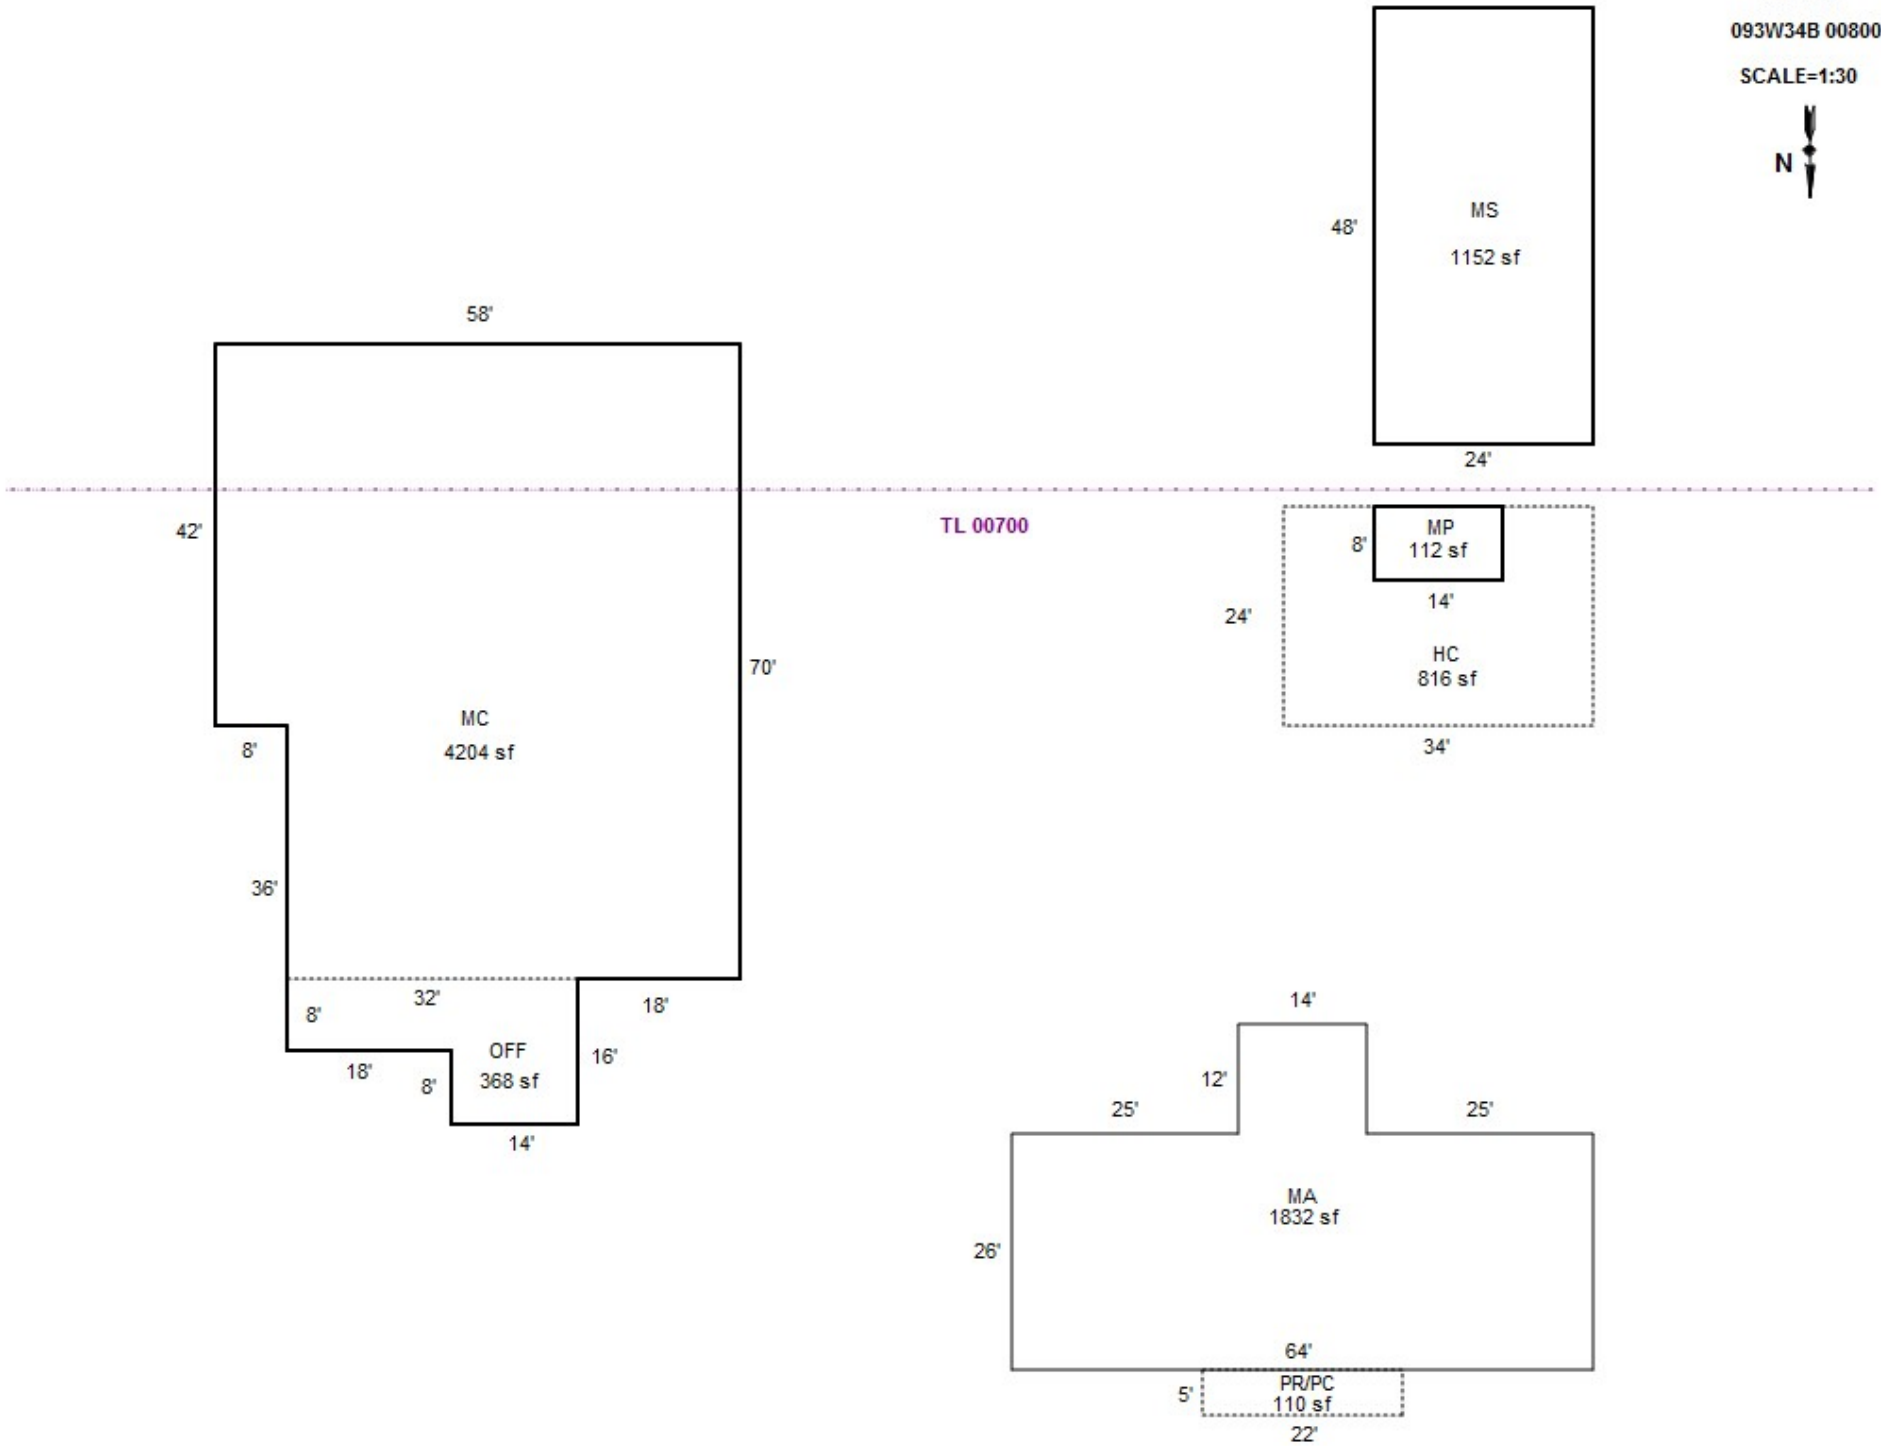 093W34B 00800
SCALE=1:30
N
48'
MS
1152 sf
24'
58'
42'
TL 00700
70'
MC
4204 sf
8'
36'
32'
8'
18'
OFF
368 sf
16'
18'
8'
14'
8'
MP
112 sf
14'
24'
HC
816 sf
34'
14'
12'
25'
25'
MA
1832 sf
26'
64'
5'
PR/PC
110 sf
22'